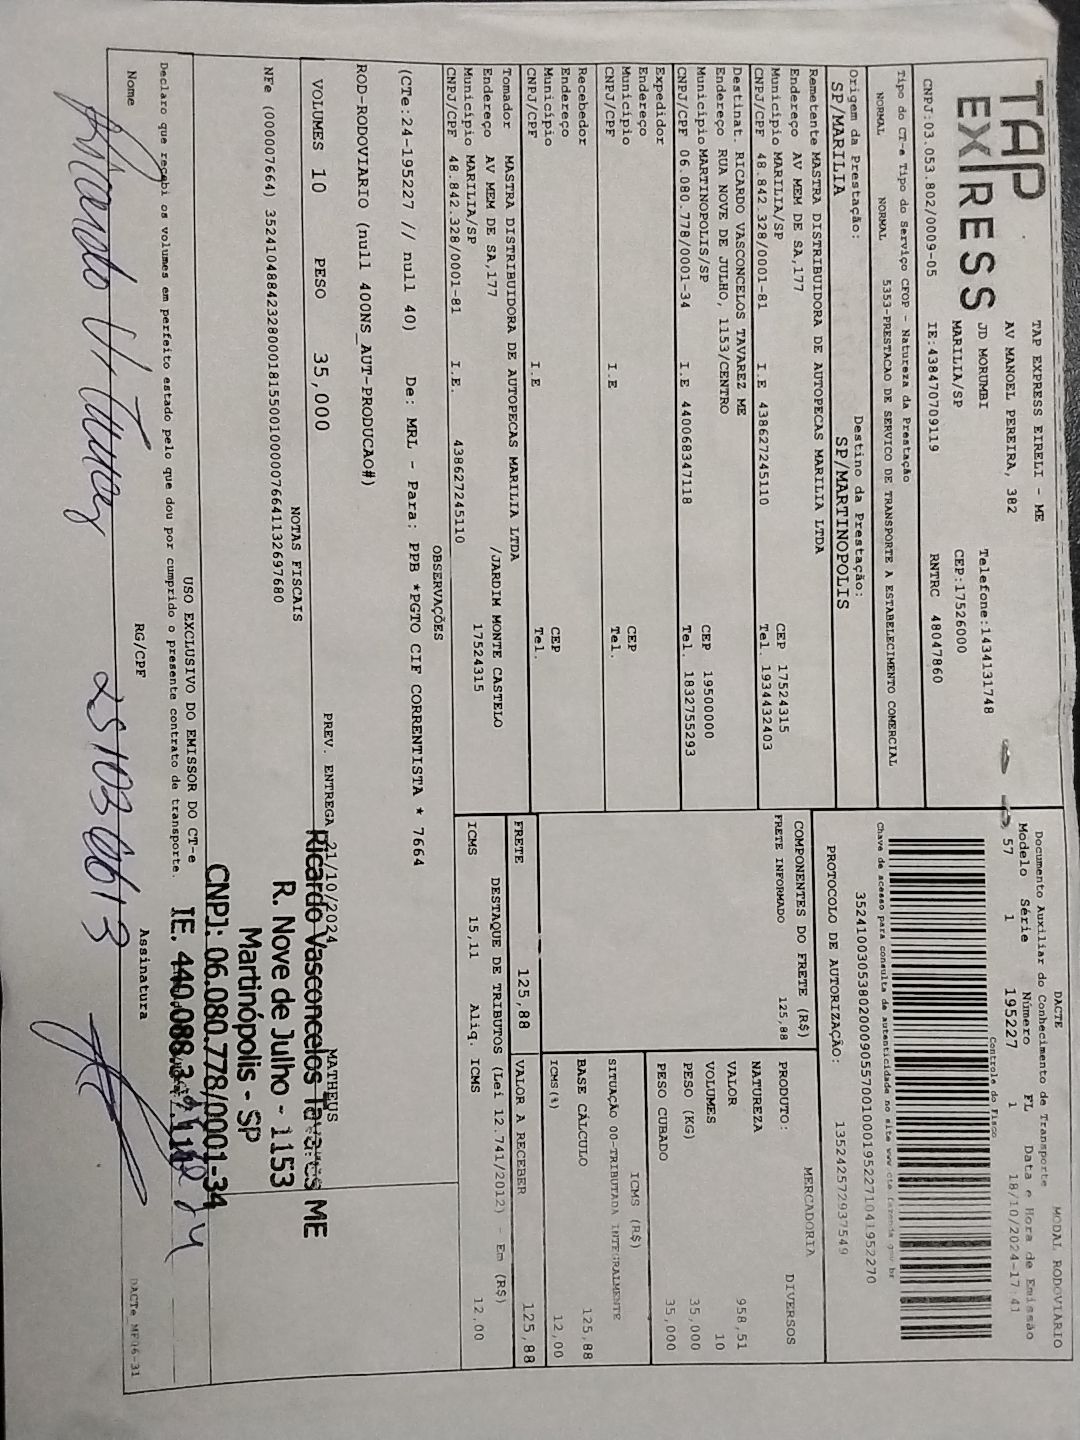 TAP
EXPRESS
TAP EXPRESS EIRELI - ME
AV MANOEL PEREIRA, 382
JD MORUMBI
MARILIA/SP
Telefone:1434131748
CEP:17526000
CNPJ:03.053.802/0009-05 IE:438470709119 RNTRC 48047860
DACTE MODAL RODOVIARIO
Documento Auxiliar do Conhecimento de Transporte
Modelo Série Número FL Data e Hora de Emissão
57 1 195227 1 18/10/2024-17:41
Controle do Fisco
Chave de acesso para consulta de autenticidade no site www.cte.fazenda.gov.br
35241003053802000905570010001952271041952270
PROTOCOLO DE AUTORIZAÇÃO: 135242572937549
Tipo do CT-e Tipo do Serviço CFOP - Natureza da Prestação
NORMAL NORMAL 5353-PRESTACAO DE SERVICO DE TRANSPORTE A ESTABELECIMENTO COMERCIAL
Origem da Prestação: Destino da Prestação:
SP/MARILIA SP/MARTINOPOLIS
Remetente MASTRA DISTRIBUIDORA DE AUTOPECAS MARILIA LTDA
Endereço AV MEM DE SA,177
Município MARILIA/SP CEP 17524315
CNPJ/CPF 48.842.328/0001-81 I.E 438627245110 Tel. 1934432403
Destinat. RICARDO VASCONCELOS TAVAREZ ME
Endereço RUA NOVE DE JULHO, 1153/CENTRO
Município MARTINOPOLIS/SP CEP 19500000
CNPJ/CPF 06.080.778/0001-34 I.E 440068347118 Tel. 1832755293
Expedidor
Endereço
Município CEP
CNPJ/CPF I.E Tel.
Recebedor
Endereço
Município CEP
CNPJ/CPF I.E Tel.
Tomador MASTRA DISTRIBUIDORA DE AUTOPECAS MARILIA LTDA
Endereço AV MEM DE SA,177 /JARDIM MONTE CASTELO
Município MARILIA/SP 17524315
CNPJ/CPF 48.842.328/0001-81 I.E. 438627245110
COMPONENTES DO FRETE (R$)
FRETE INFORMADO 125,88
PRODUTO: MERCADORIA
NATUREZA DIVERSOS
VALOR 958,51
VOLUMES 10
PESO (KG) 35,000
PESO CUBADO 35,000
ICMS (R$)
SITUAÇÃO 00-TRIBUTADA INTEGRALMENTE
BASE CÁLCULO 125,88
ICMS(%) 12,00
FRETE 125,88 VALOR A RECEBER 125,88
DESTAQUE DE TRIBUTOS (Lei 12.741/2012) - Em (R$)
ICMS 15,11 Aliq. ICMS 12,00
OBSERVAÇÕES
(CTe:24-195227 // null 40) De: MRL - Para: PPB *PGTO CIF CORRENTISTA * 7664
ROD-RODOVIARIO (null 400NS_AUT-PRODUCAO#)
VOLUMES 10 PESO 35,000 PREV. ENTREGA 21/10/2024 MATHEUS
NOTAS FISCAIS
NFe (000007664) 35241048842328000181550010000076641132697680
Ricardo Vasconcelos Tavares ME
R. Nove de Julho - 1153
Martinópolis - SP
CNPJ: 06.080.778/0001-34
USO EXCLUSIVO DO EMISSOR DO CT-e
Declaro que recebi os volumes em perfeito estado pelo que dou por cumprido o presente contrato de transporte.
Nome RG/CPF Assinatura
DACTe_MF06-31